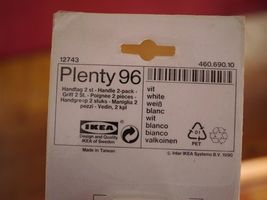 12743
460.690.10
Plenty 96
Handtag 2 st - Handle 2-pack -
Griff 2 St. - Poignée 2 pièces -
Handgreep 2 stuks - Maniglia 2
pezzi - Vedin, 2 kpl
vit
white
weiß
blanc
wit
blanco
bianco
valkoinen
IKEA
Design and Quality
IKEA of Sweden
Made in Taiwan
01
PET
© Inter IKEA Systems B.V. 1990